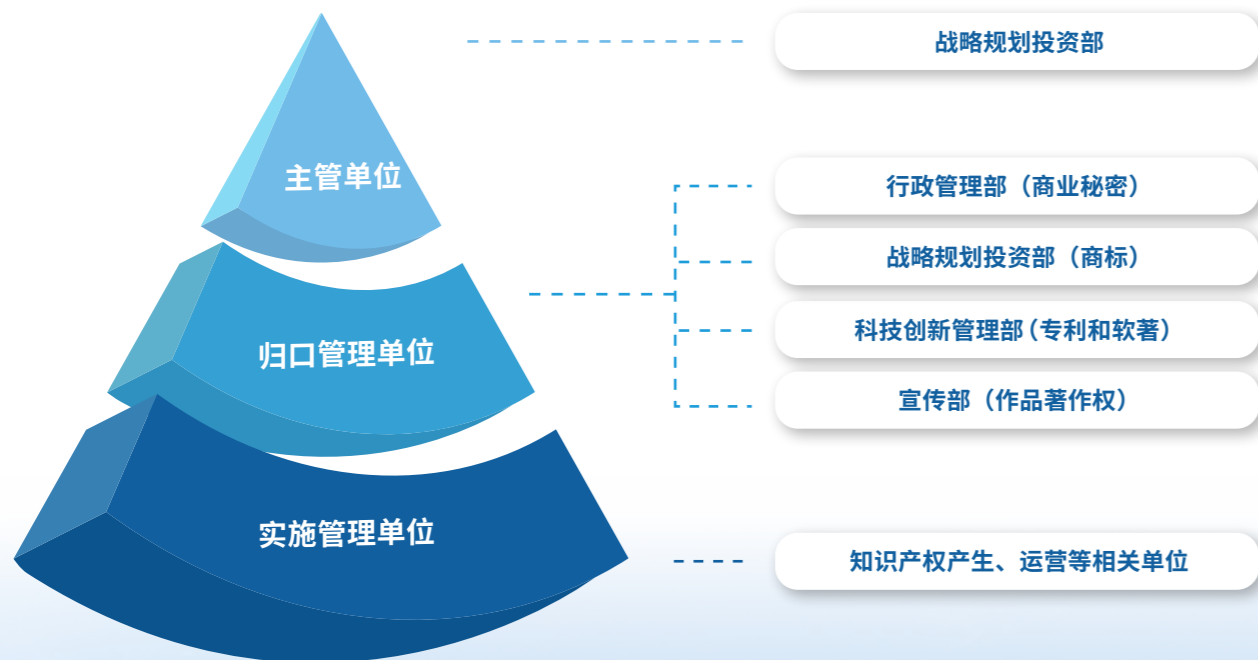 主管单位
战略规划投资部
归口管理单位
行政管理部（商业秘密）
战略规划投资部（商标）
科技创新管理部（专利和软著）
宣传部（作品著作权）
实施管理单位
知识产权产生、运营等相关单位